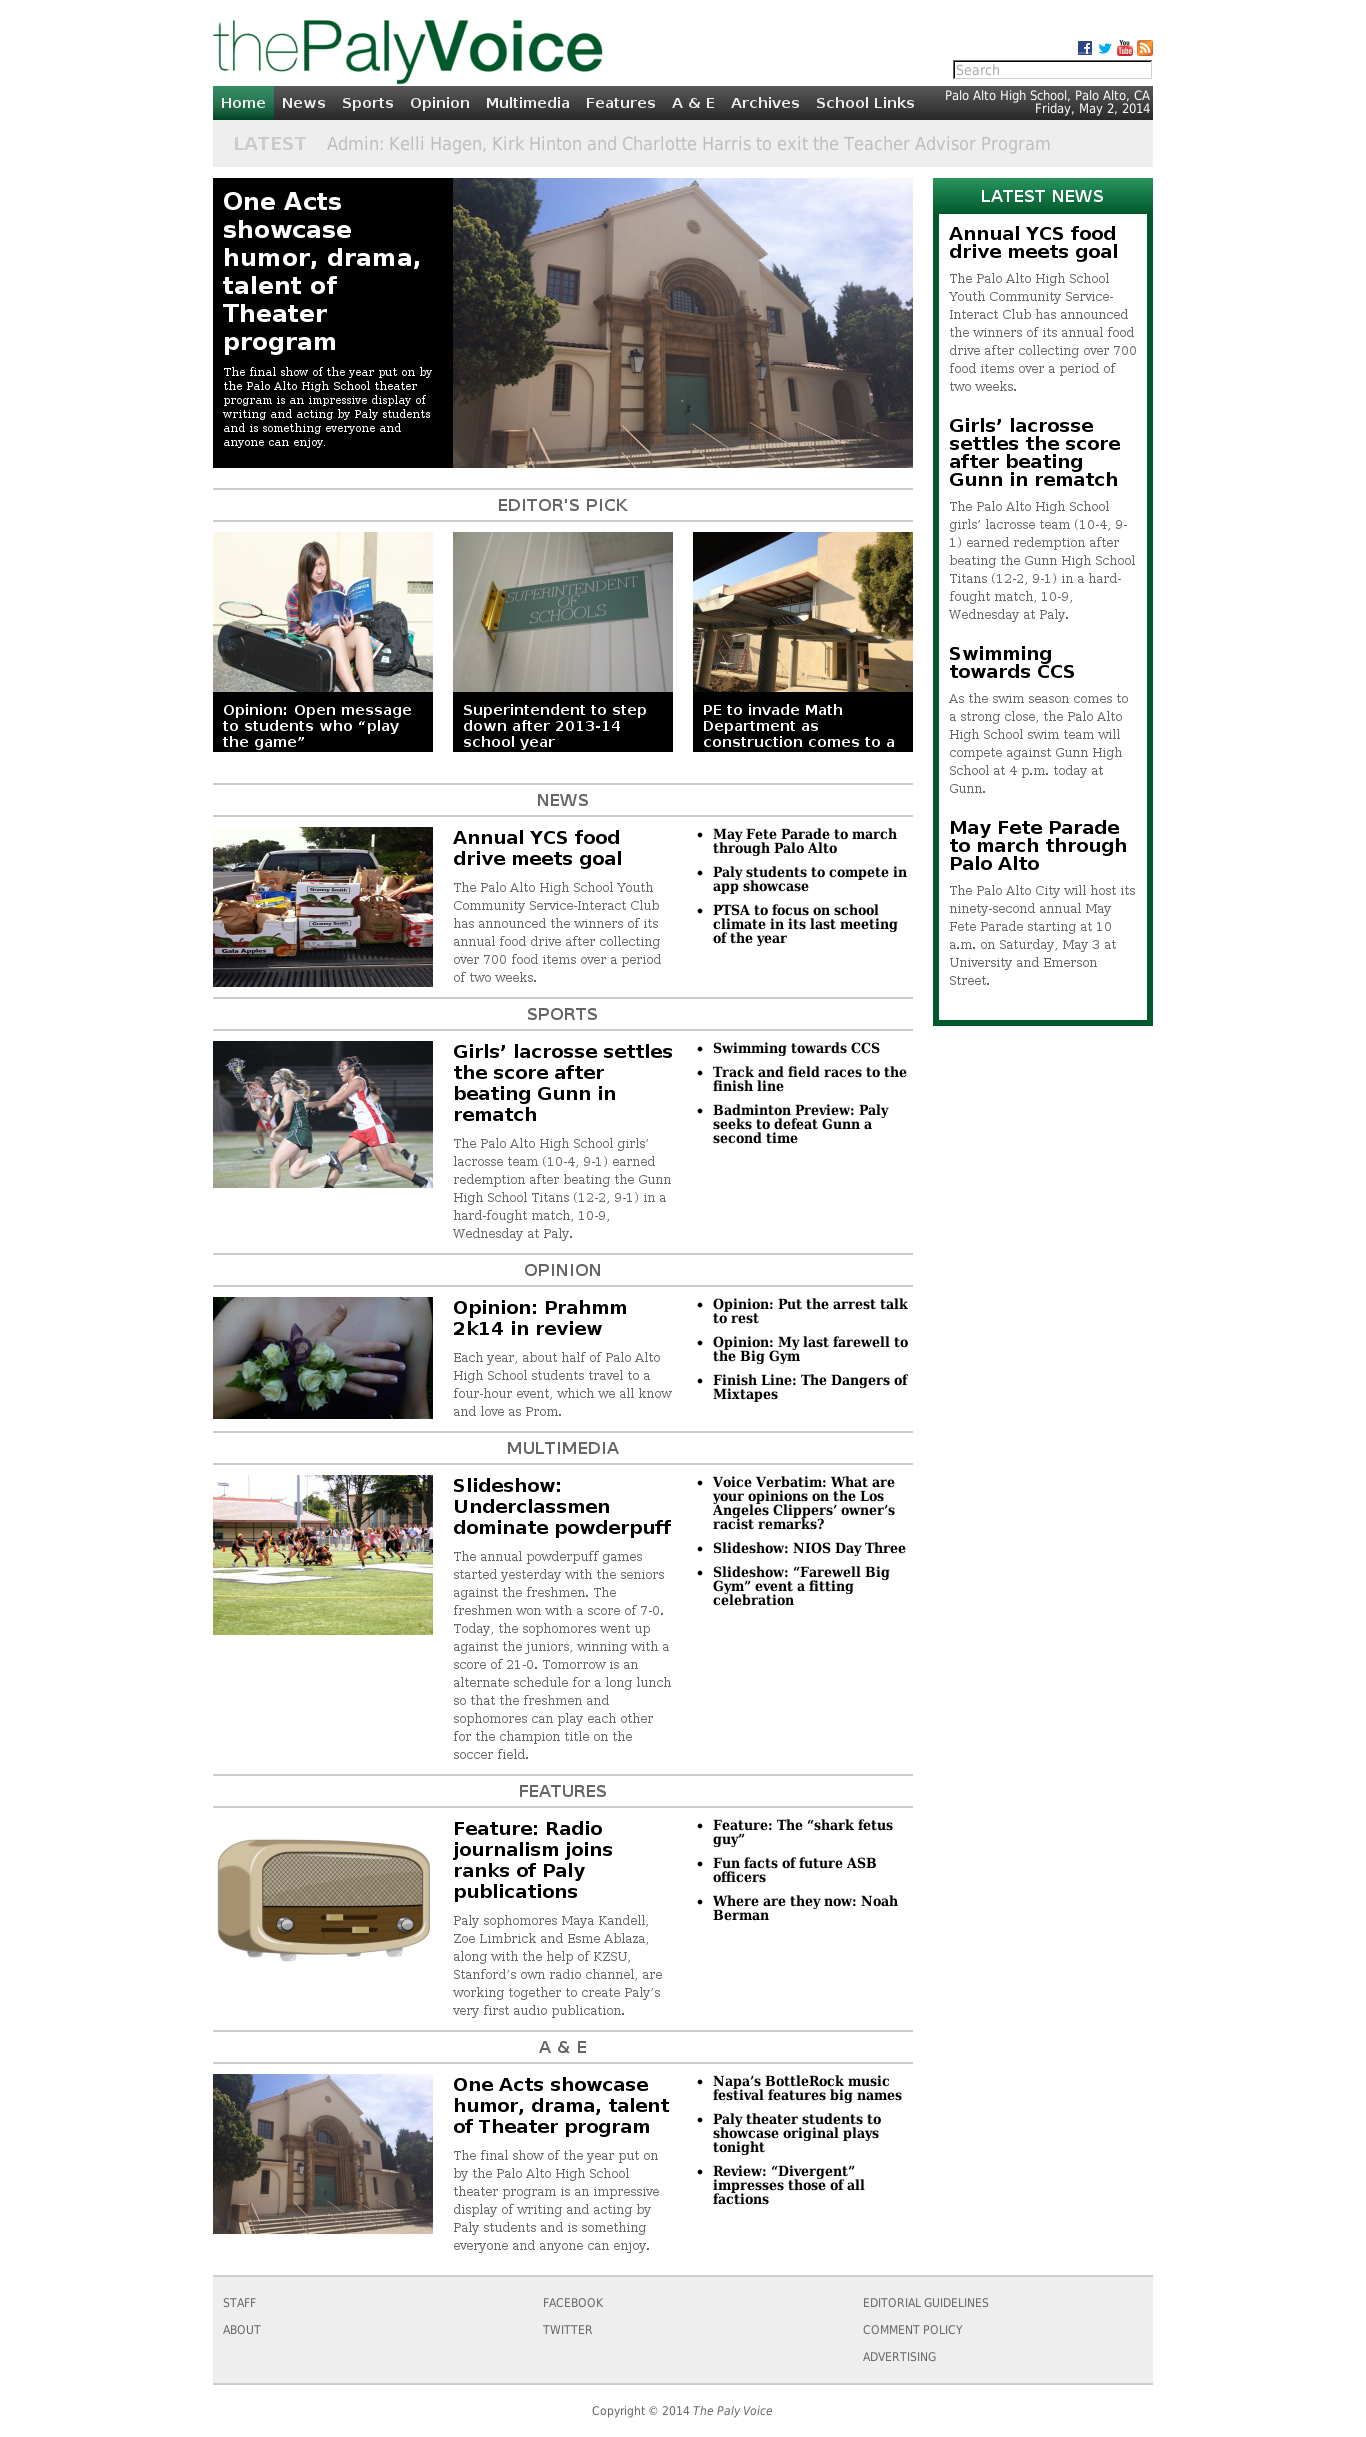 thePalyVoice
Search
Home News Sports Opinion Multimedia Features A & E Archives School Links
Palo Alto High School, Palo Alto, CA
Friday, May 2, 2014
LATEST Admin: Kelli Hagen, Kirk Hinton and Charlotte Harris to exit the Teacher Advisor Program
One Acts
showcase
humor, drama,
talent of
Theater
program
The final show of the year put on by
the Palo Alto High School theater
program is an impressive display of
writing and acting by Paly students
and is something everyone and
anyone can enjoy.
EDITOR'S PICK
SUPERINTENDENT
OF
SCHOOLS
Opinion: Open message
to students who “play
the game”
Superintendent to step
down after 2013-14
school year
PE to invade Math
Department as
construction comes to a
NEWS
Granny Smith
Gala Apples
Annual YCS food
drive meets goal
The Palo Alto High School Youth
Community Service-Interact Club
has announced the winners of its
annual food drive after collecting
over 700 food items over a period
of two weeks.
• May Fete Parade to march
through Palo Alto
• Paly students to compete in
app showcase
• PTSA to focus on school
climate in its last meeting
of the year
SPORTS
Girls’ lacrosse settles
the score after
beating Gunn in
rematch
The Palo Alto High School girls’
lacrosse team (10-4, 9-1) earned
redemption after beating the Gunn
High School Titans (12-2, 9-1) in a
hard-fought match, 10-9,
Wednesday at Paly.
• Swimming towards CCS
• Track and field races to the
finish line
• Badminton Preview: Paly
seeks to defeat Gunn a
second time
OPINION
Opinion: Prahmm
2k14 in review
Each year, about half of Palo Alto
High School students travel to a
four-hour event, which we all know
and love as Prom.
• Opinion: Put the arrest talk
to rest
• Opinion: My last farewell to
the Big Gym
• Finish Line: The Dangers of
Mixtapes
MULTIMEDIA
Slideshow:
Underclassmen
dominate powderpuff
The annual powderpuff games
started yesterday with the seniors
against the freshmen. The
freshmen won with a score of 7-0.
Today, the sophomores went up
against the juniors, winning with a
score of 21-0. Tomorrow is an
alternate schedule for a long lunch
so that the freshmen and
sophomores can play each other
for the champion title on the
soccer field.
• Voice Verbatim: What are
your opinions on the Los
Angeles Clippers’ owner’s
racist remarks?
• Slideshow: NIOS Day Three
• Slideshow: “Farewell Big
Gym” event a fitting
celebration
FEATURES
Feature: Radio
journalism joins
ranks of Paly
publications
Paly sophomores Maya Kandell,
Zoe Limbrick and Esme Ablaza,
along with the help of KZSU,
Stanford’s own radio channel, are
working together to create Paly’s
very first audio publication.
• Feature: The “shark fetus
guy”
• Fun facts of future ASB
officers
• Where are they now: Noah
Berman
A & E
One Acts showcase
humor, drama, talent
of Theater program
The final show of the year put on
by the Palo Alto High School
theater program is an impressive
display of writing and acting by
Paly students and is something
everyone and anyone can enjoy.
• Napa’s BottleRock music
festival features big names
• Paly theater students to
showcase original plays
tonight
• Review: “Divergent”
impresses those of all
factions
LATEST NEWS
Annual YCS food
drive meets goal
The Palo Alto High School
Youth Community Service-
Interact Club has announced
the winners of its annual food
drive after collecting over 700
food items over a period of
two weeks.
Girls’ lacrosse
settles the score
after beating
Gunn in rematch
The Palo Alto High School
girls’ lacrosse team (10-4, 9-
1) earned redemption after
beating the Gunn High School
Titans (12-2, 9-1) in a hard-
fought match, 10-9,
Wednesday at Paly.
Swimming
towards CCS
As the swim season comes to
a strong close, the Palo Alto
High School swim team will
compete against Gunn High
School at 4 p.m. today at
Gunn.
May Fete Parade
to march through
Palo Alto
The Palo Alto City will host its
ninety-second annual May
Fete Parade starting at 10
a.m. on Saturday, May 3 at
University and Emerson
Street.
STAFF
ABOUT
FACEBOOK
TWITTER
EDITORIAL GUIDELINES
COMMENT POLICY
ADVERTISING
Copyright © 2014 The Paly Voice